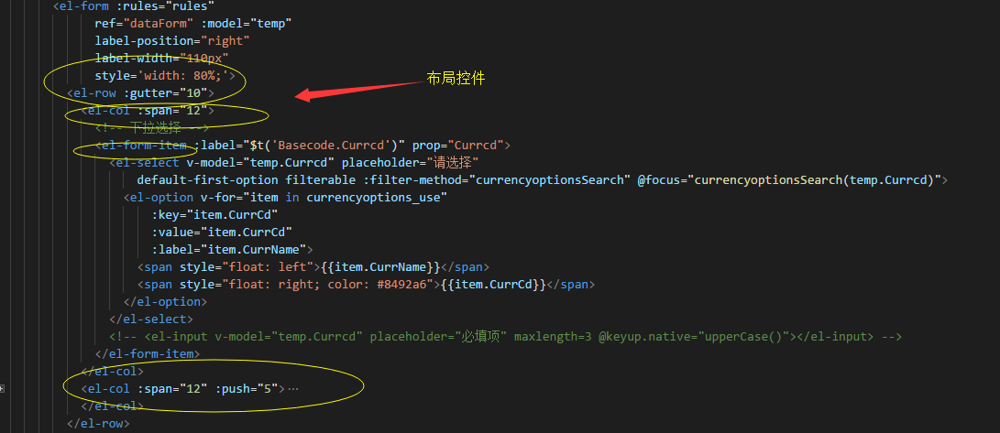 <el-form :rules="rules"
ref="dataForm" :model="temp"
label-position="right"
label-width="110px"
style='width: 80%;'>
布局控件
<el-row :gutter="10">
<el-col :span="12">
<!-- 下拉选择 -->
<el-form-item :label="$t('Basecode.Currcd')" prop="Currcd">
<el-select v-model="temp.Currcd" placeholder="请选择"
default-first-option filterable :filter-method="currencyoptionsSearch" @focus="currencyoptionsSearch(temp.Currcd)">
<el-option v-for="item in currencyoptions_use"
:key="item.CurrCd"
:value="item.CurrCd"
:label="item.CurrName">
<span style="float: left">{{item.CurrName}}</span>
<span style="float: right; color: #8492a6">{{item.CurrCd}}</span>
</el-option>
</el-select>
<!-- <el-input v-model="temp.Currcd" placeholder="必填项" maxlength=3 @keyup.native="upperCase()"></el-input> -->
</el-form-item>
</el-col>
<el-col :span="12" :push="5">…
</el-col>
</el-row>